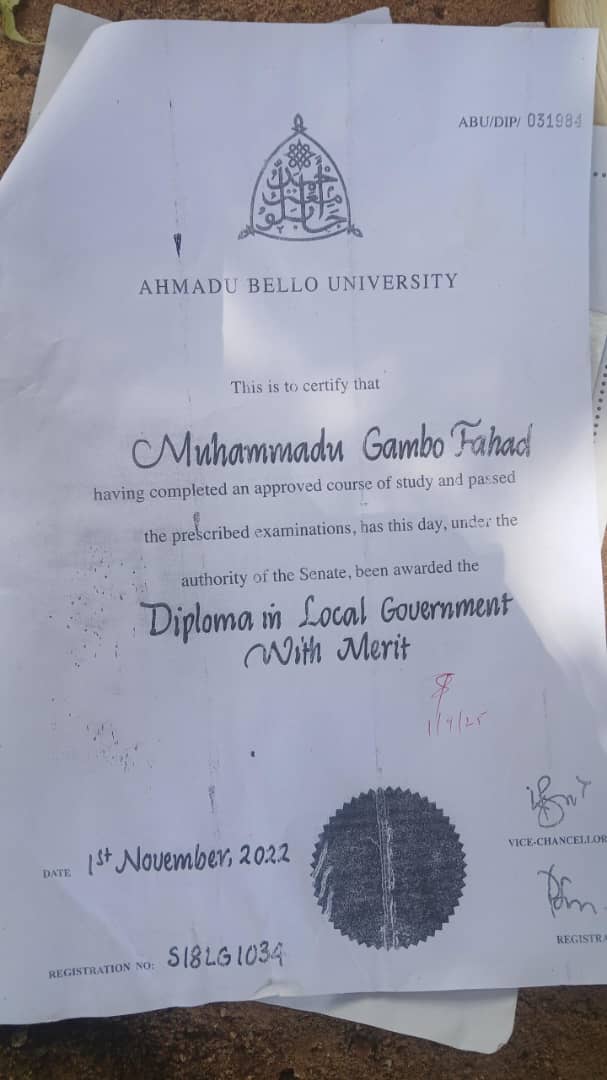 ABU/DIP/ 031984
AHMADU BELLO UNIVERSITY
This is to certify that
Muhammadu Gambo Fahad
having completed an approved course of study and passed
the prescribed examinations, has this day, under the
authority of the Senate, been awarded the
Diploma in Local Government
With Merit
1/9/25
VICE-CHANCELLOR
DATE 1st November, 2022
REGISTRA
REGISTRATION NO: S18LG1034